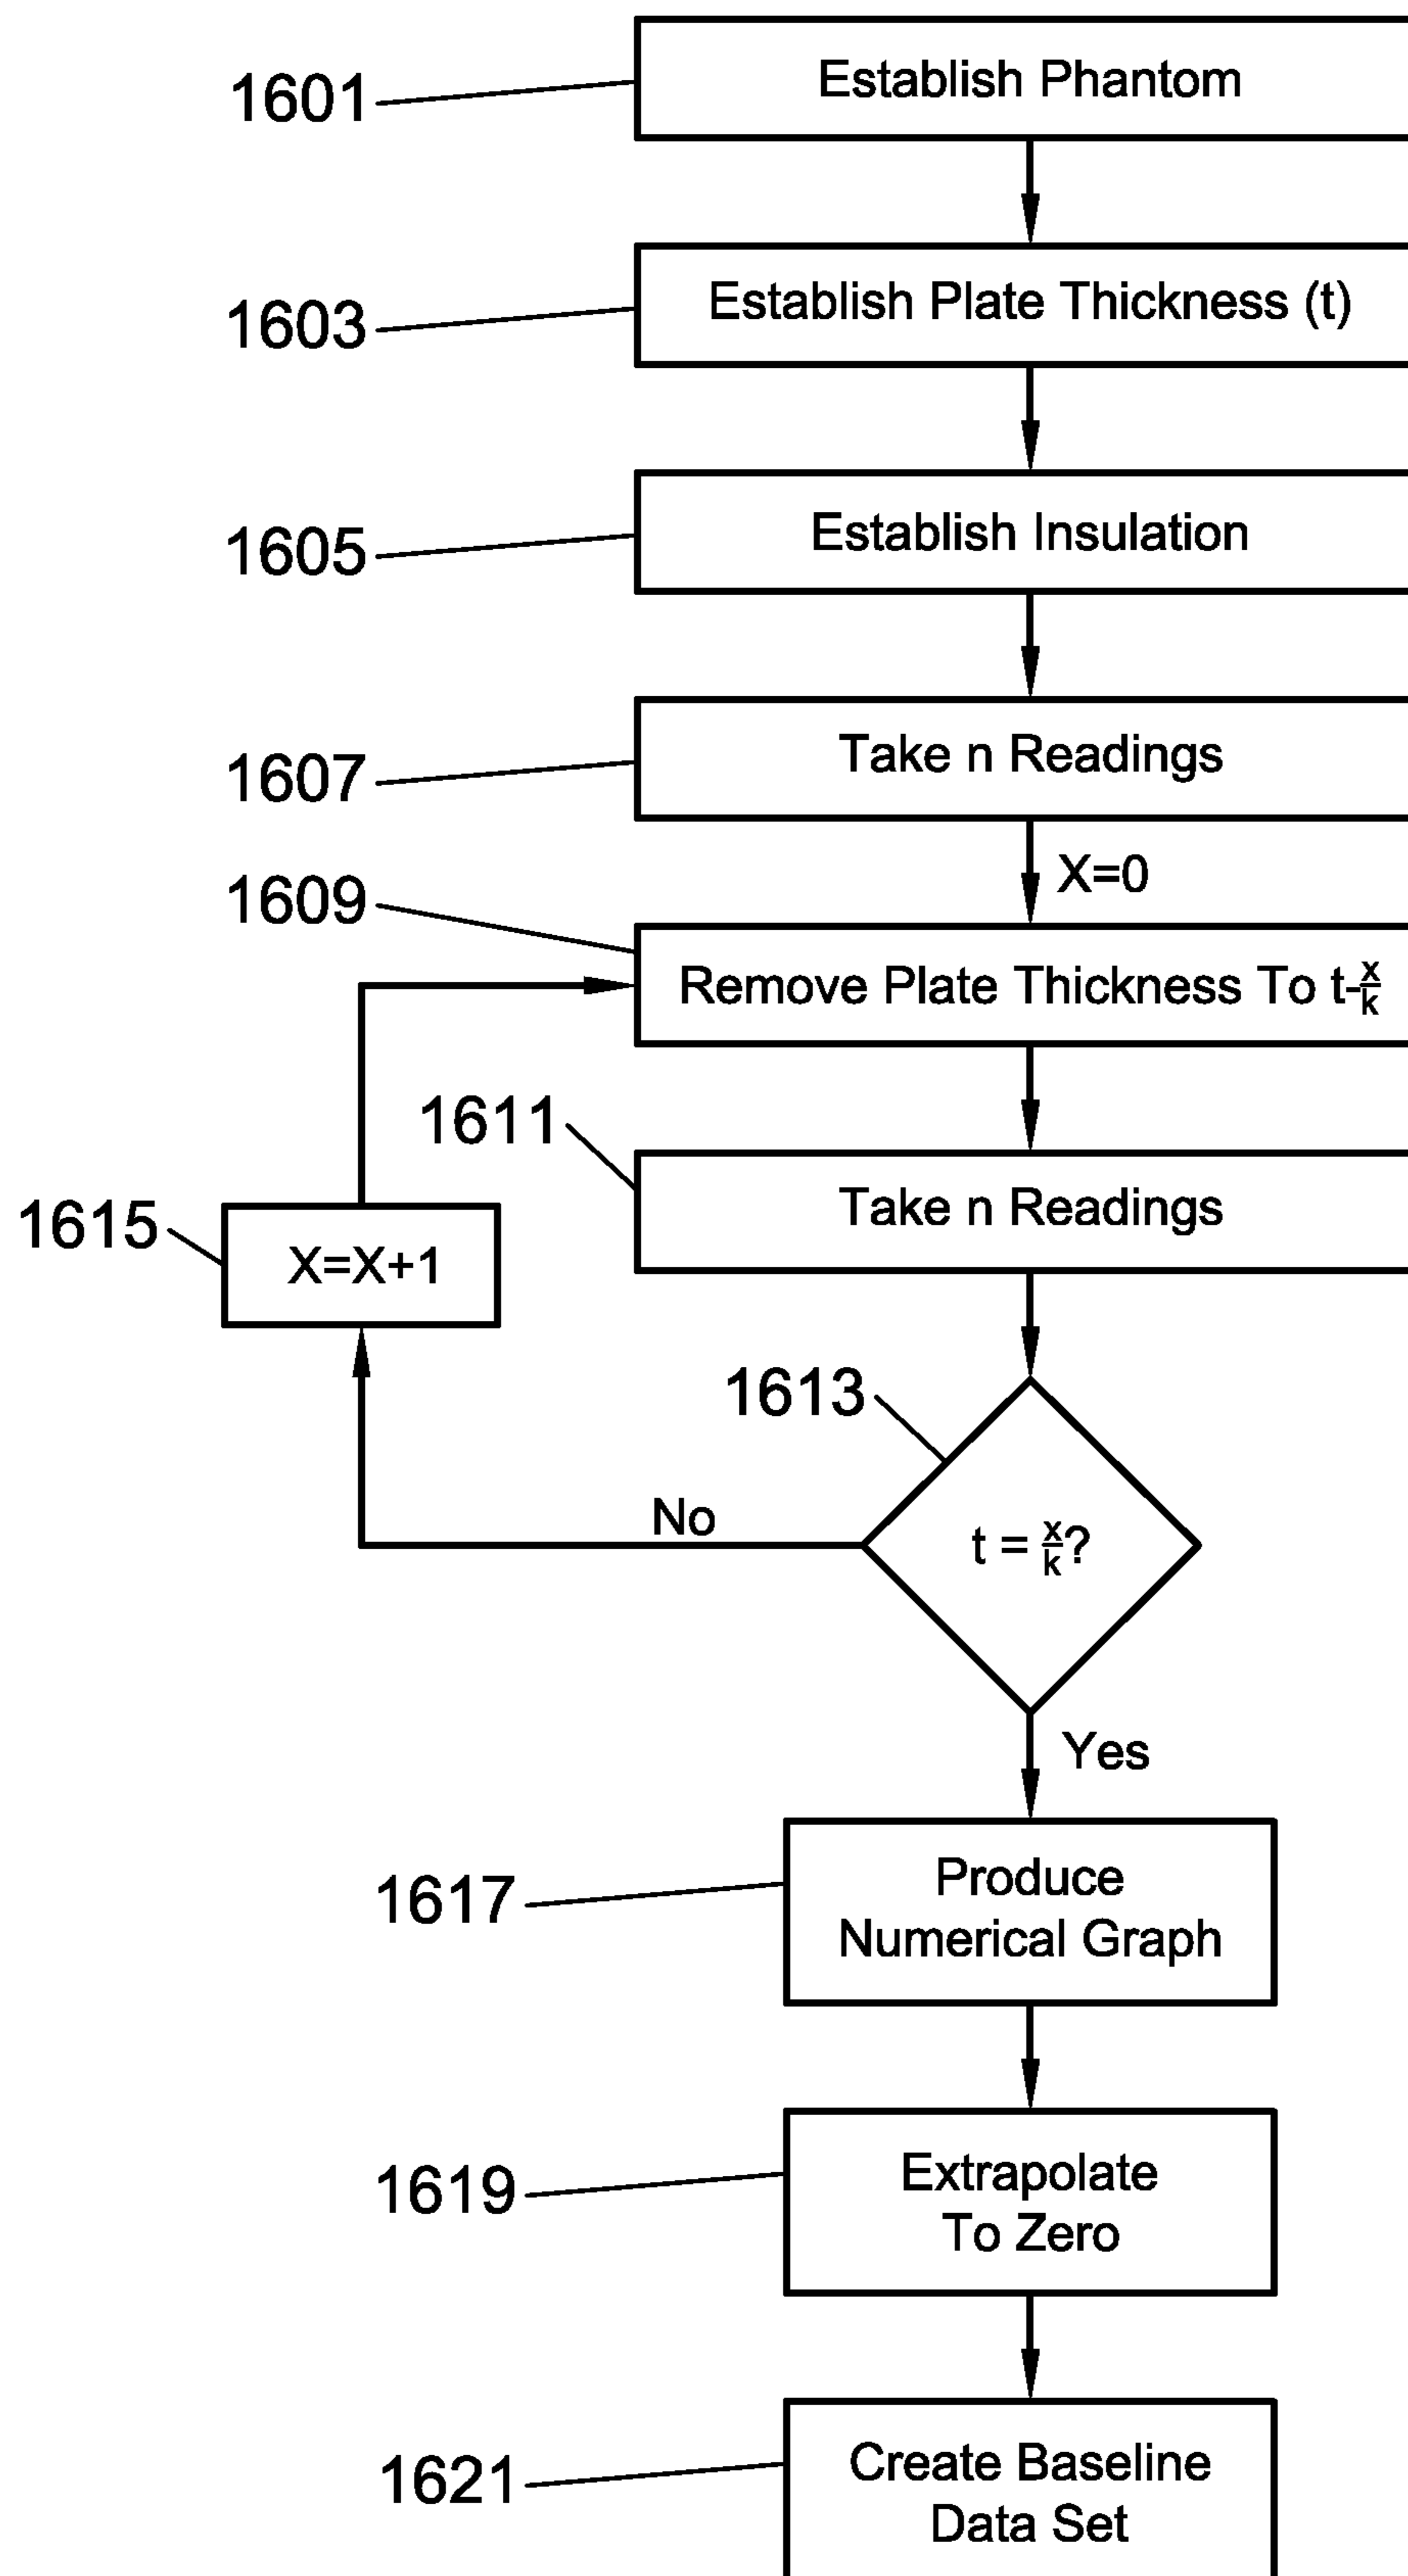 1601
Establish Phantom
1603
Establish Plate Thickness (t)
1605
Establish Insulation
1607
Take n Readings
X=0
1609
Remove Plate Thickness To t-x/k
1611
Take n Readings
1615
X=X+1
1613
t = x/k?
No
Yes
1617
Produce
Numerical Graph
1619
Extrapolate
To Zero
1621
Create Baseline
Data Set